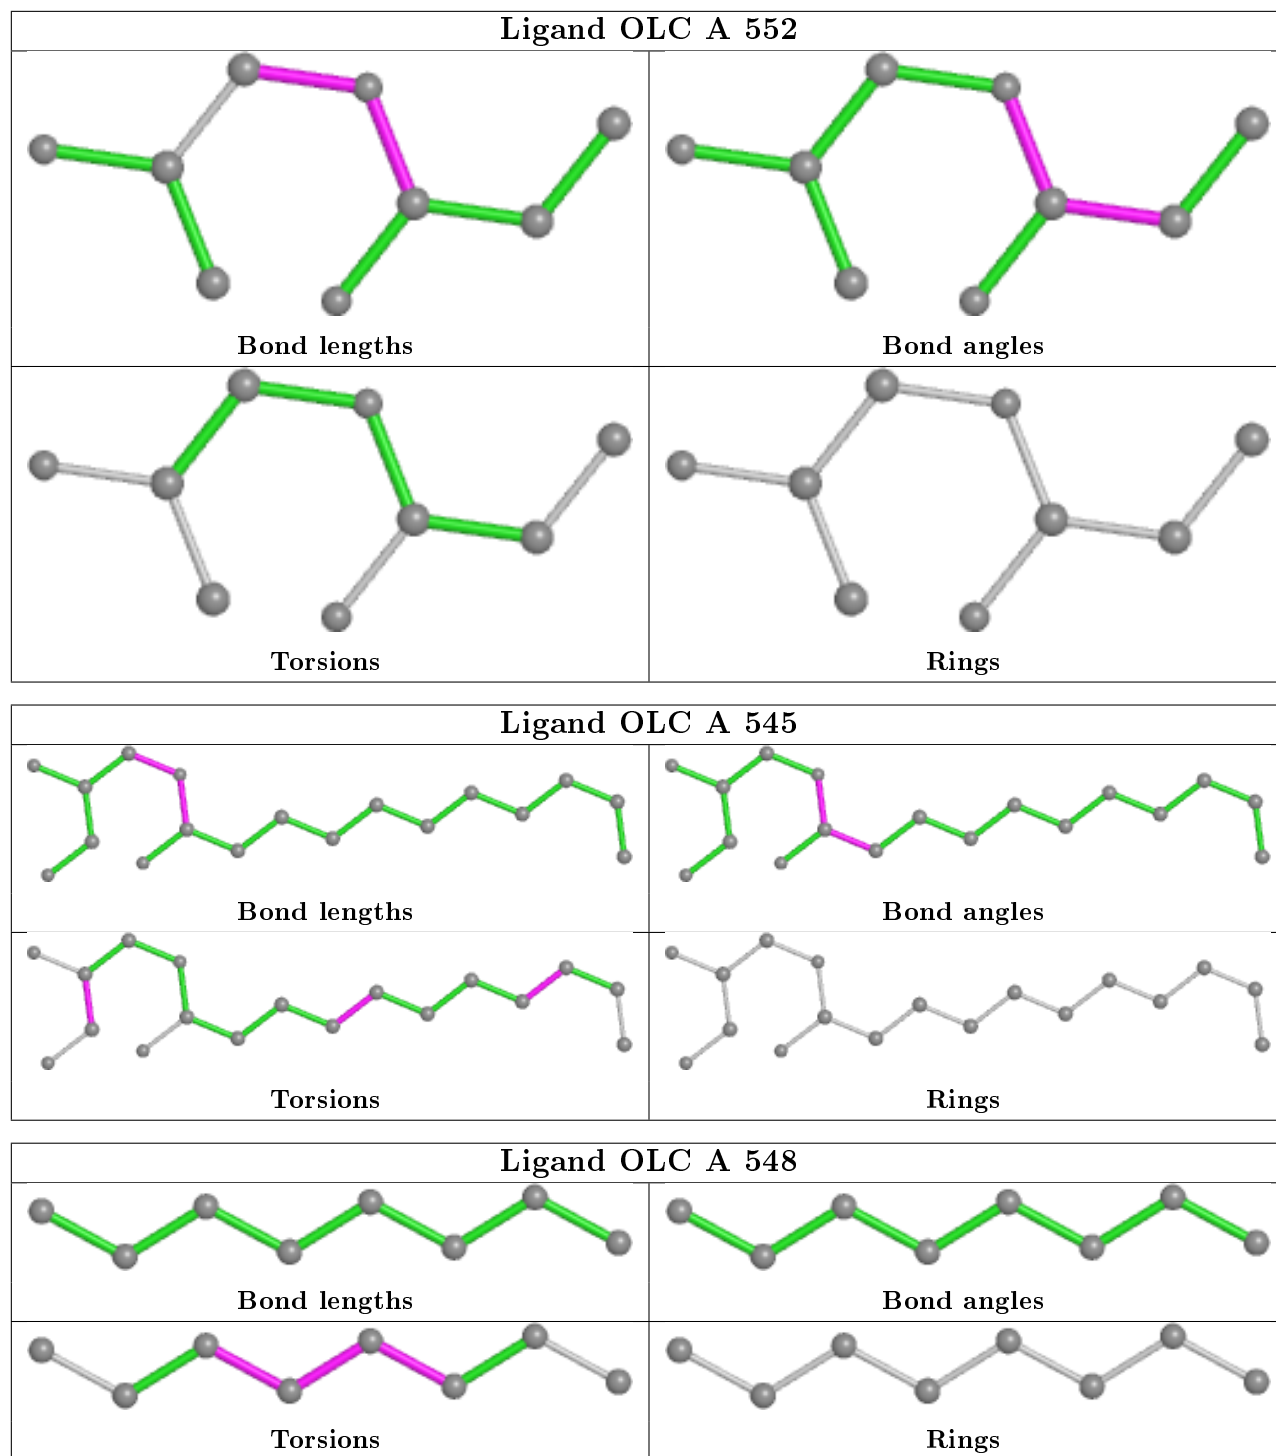 Ligand OLC A 552
Bond lengths
Bond angles
Torsions
Rings
Ligand OLC A 545
Bond lengths
Bond angles
Torsions
Rings
Ligand OLC A 548
Bond lengths
Bond angles
Torsions
Rings